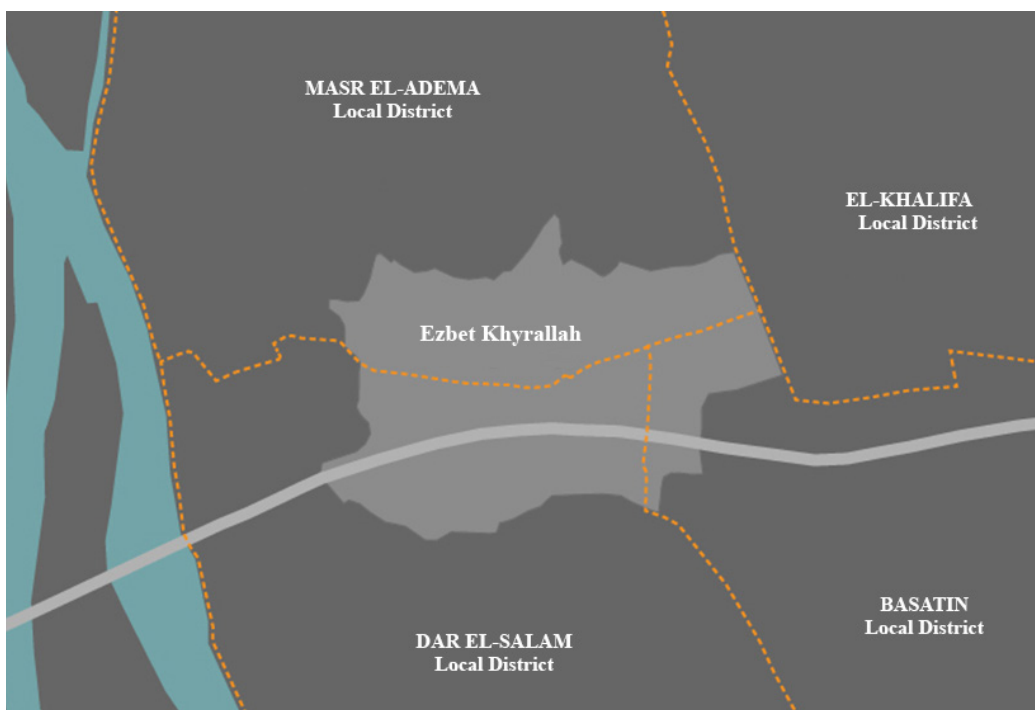 MASR EL-ADEMA
Local District
EL-KHALIFA
Local District
Ezbet Khyrallah
BASATIN
Local District
DAR EL-SALAM
Local District